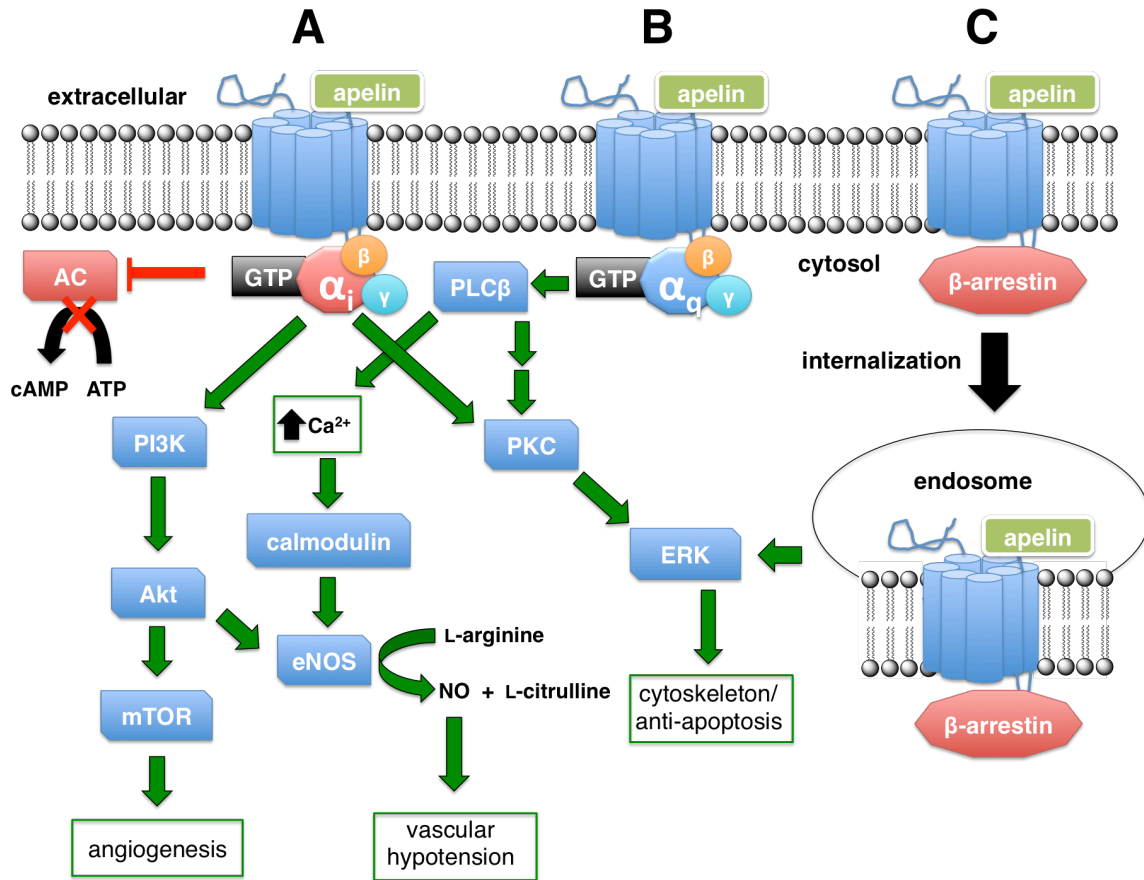 A
B
C
extracellular
apelin
apelin
apelin
AC
GTP
αi
β
γ
PLCβ
GTP
αq
β
γ
cytosol
β-arrestin
cAMP
ATP
internalization
PI3K
Ca2+
PKC
endosome
apelin
calmodulin
ERK
Akt
eNOS
L-arginine
NO + L-citrulline
mTOR
cytoskeleton/
anti-apoptosis
β-arrestin
angiogenesis
vascular
hypotension